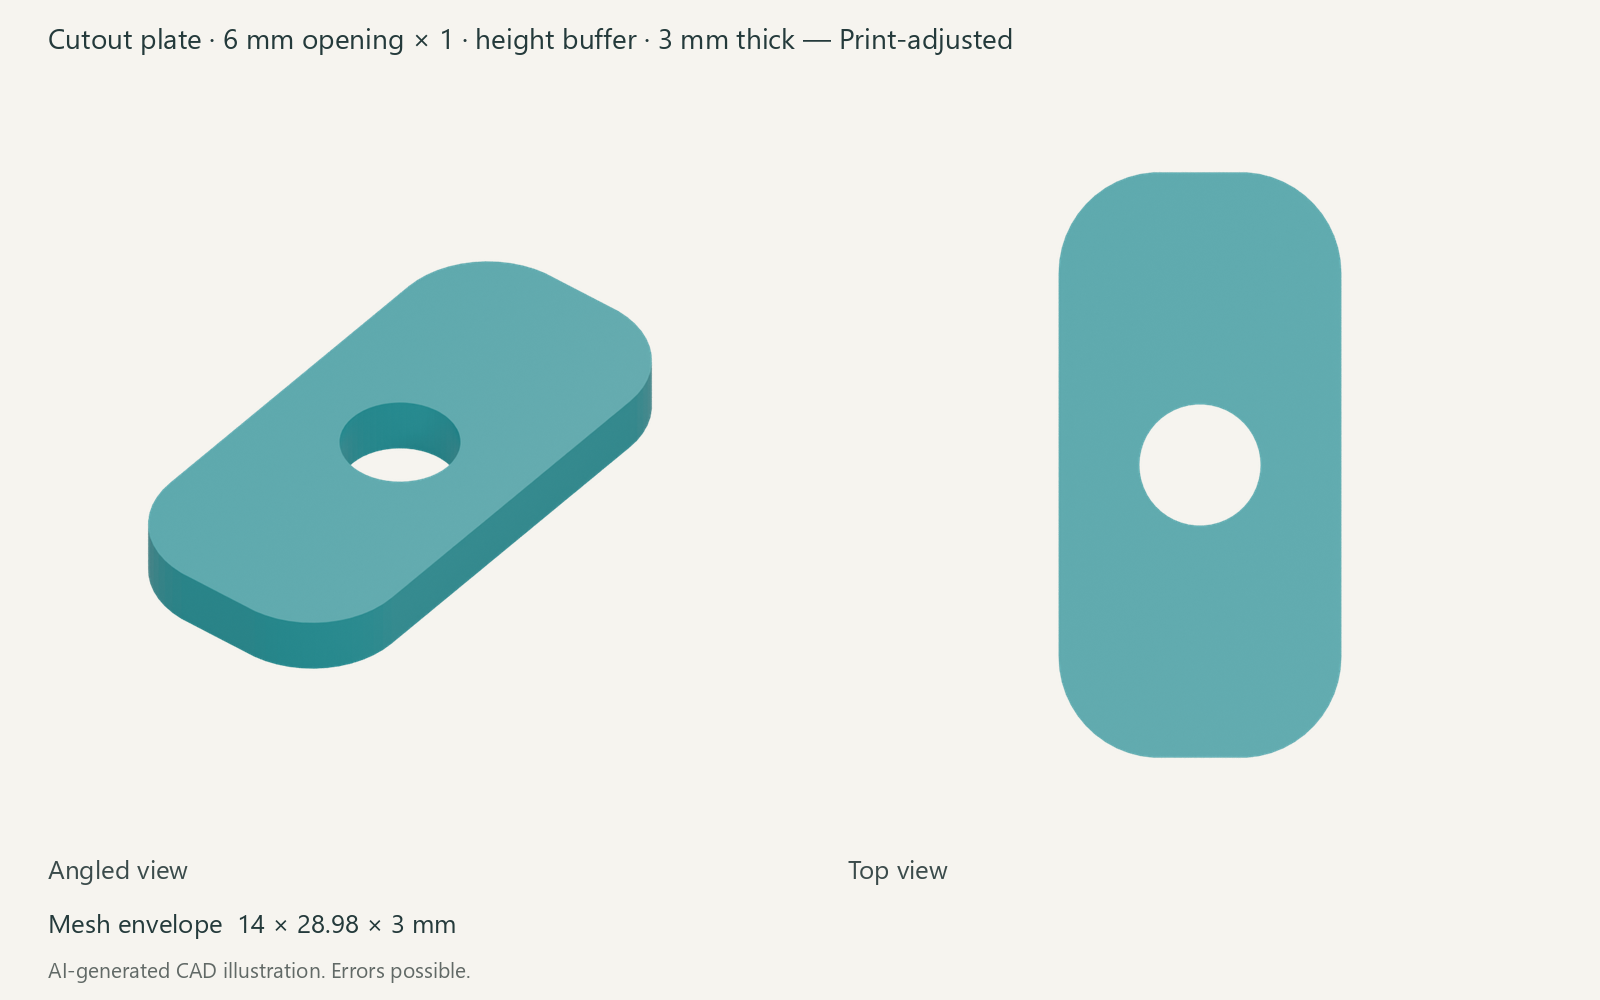 Cutout plate · 6 mm opening × 1 · height buffer · 3 mm thick — Print-adjusted
Angled view
Top view
Mesh envelope 14 × 28.98 × 3 mm
AI-generated CAD illustration. Errors possible.